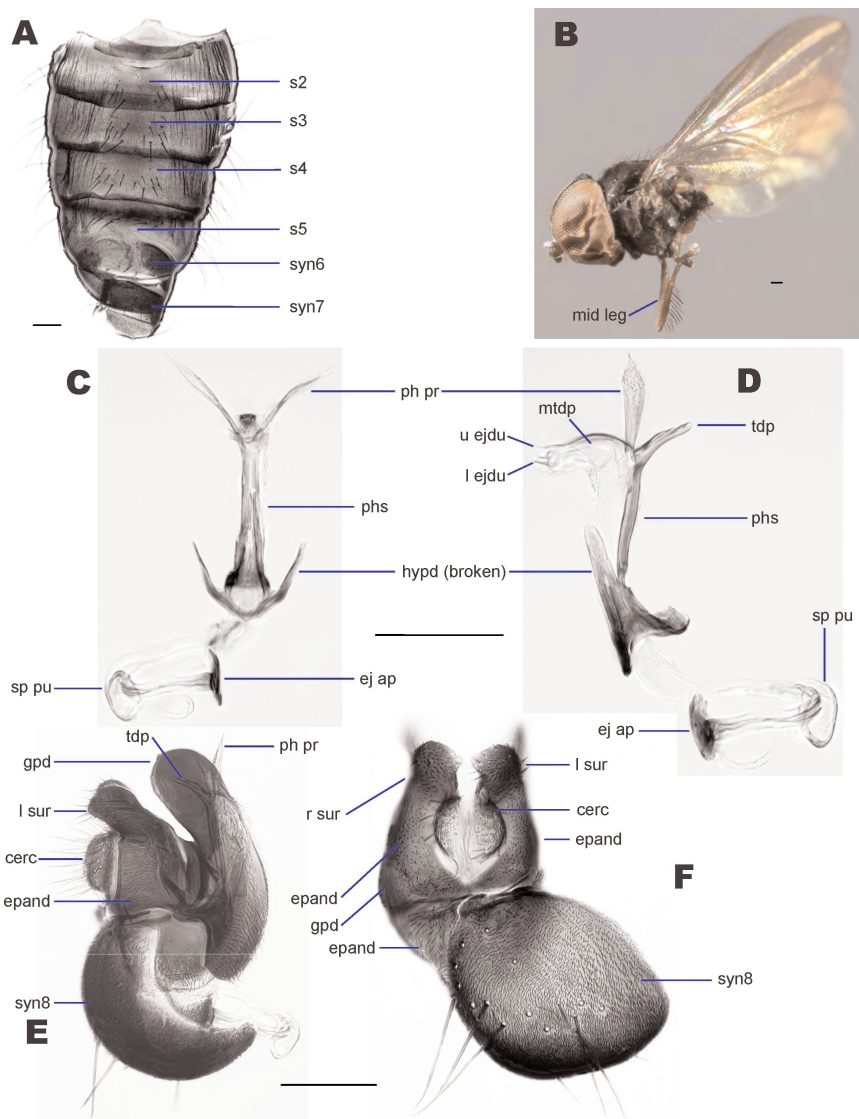 A
s2
s3
s4
s5
syn6
syn7
B
mid leg
C
ph pr
phs
hypd (broken)
sp pu
ej ap
D
mtdp
u ejdu
l ejdu
tdp
phs
sp pu
ej ap
tdp
gpd
ph pr
l sur
cerc
epand
syn8
E
l sur
r sur
cerc
epand
epand
gpd
epand
F
syn8